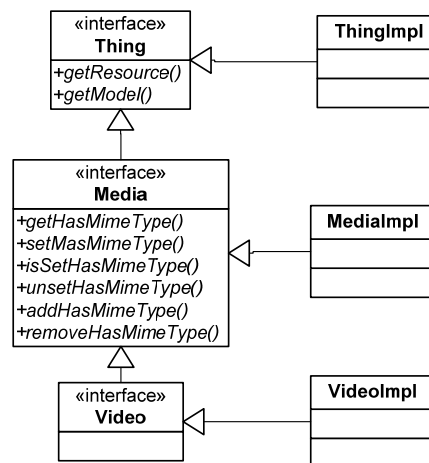 «interface»
Thing
+getResource()
+getModel()
ThingImpl
«interface»
Media
+getHasMimeType()
+setMasMimeType()
+isSetHasMimeType()
+unsetHasMimeType()
+addHasMimeType()
+removeHasMimeType()
MediaImpl
«interface»
Video
VideoImpl